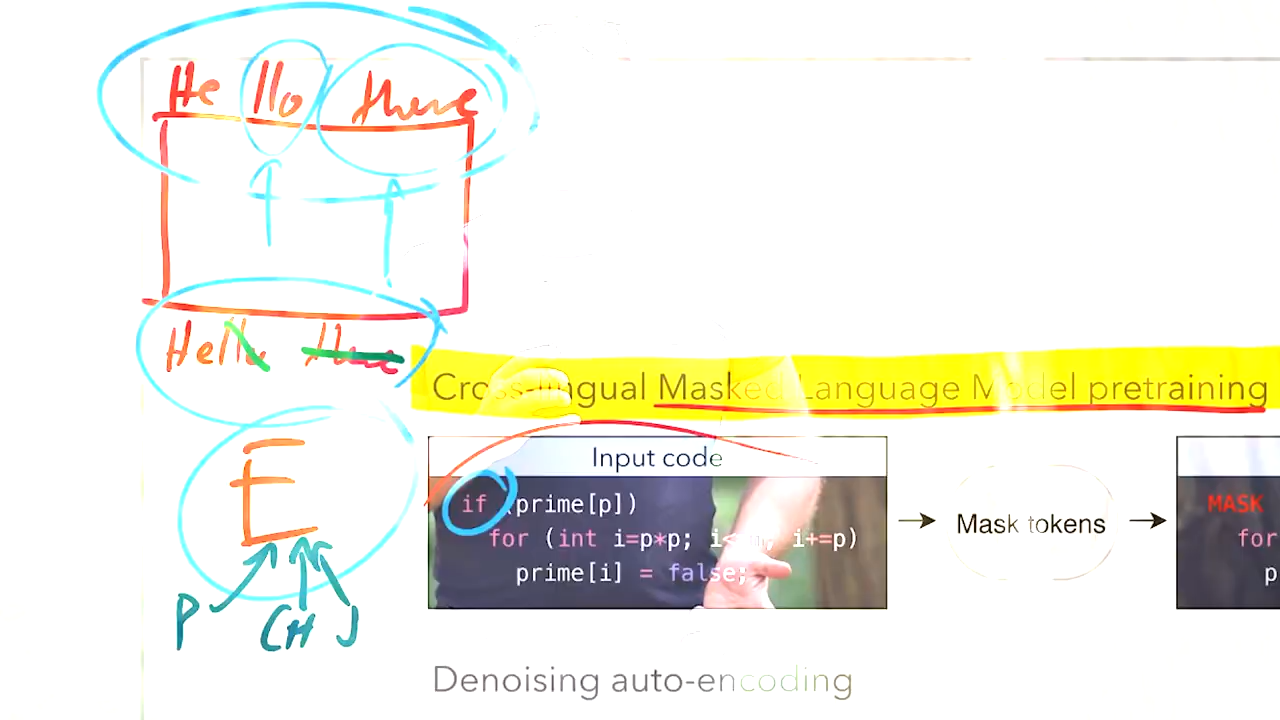 He llo there
Hello there
Cross-lingual Masked Language Model pretraining
E
Input code
if (prime[p])
for (int i=p*p; i<=n; i+=p)
prime[i] = false;
Mask tokens
MASK
for
p
P C++ J
Denoising auto-encoding